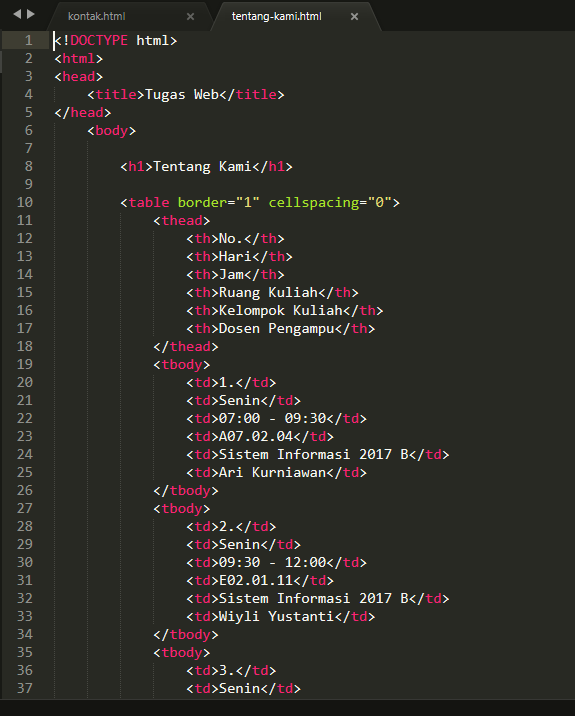 kontak.html × tentang-kami.html ×
1 <!DOCTYPE html>
2 <html>
3 <head>
4 <title>Tugas Web</title>
5 </head>
6 <body>
7
8 <h1>Tentang Kami</h1>
9
10 <table border="1" cellspacing="0">
11 <thead>
12 <th>No.</th>
13 <th>Hari</th>
14 <th>Jam</th>
15 <th>Ruang Kuliah</th>
16 <th>Kelompok Kuliah</th>
17 <th>Dosen Pengampu</th>
18 </thead>
19 <tbody>
20 <td>1.</td>
21 <td>Senin</td>
22 <td>07:00 - 09:30</td>
23 <td>A07.02.04</td>
24 <td>Sistem Informasi 2017 B</td>
25 <td>Ari Kurniawan</td>
26 </tbody>
27 <tbody>
28 <td>2.</td>
29 <td>Senin</td>
30 <td>09:30 - 12:00</td>
31 <td>E02.01.11</td>
32 <td>Sistem Informasi 2017 B</td>
33 <td>Wiyli Yustanti</td>
34 </tbody>
35 <tbody>
36 <td>3.</td>
37 <td>Senin</td>